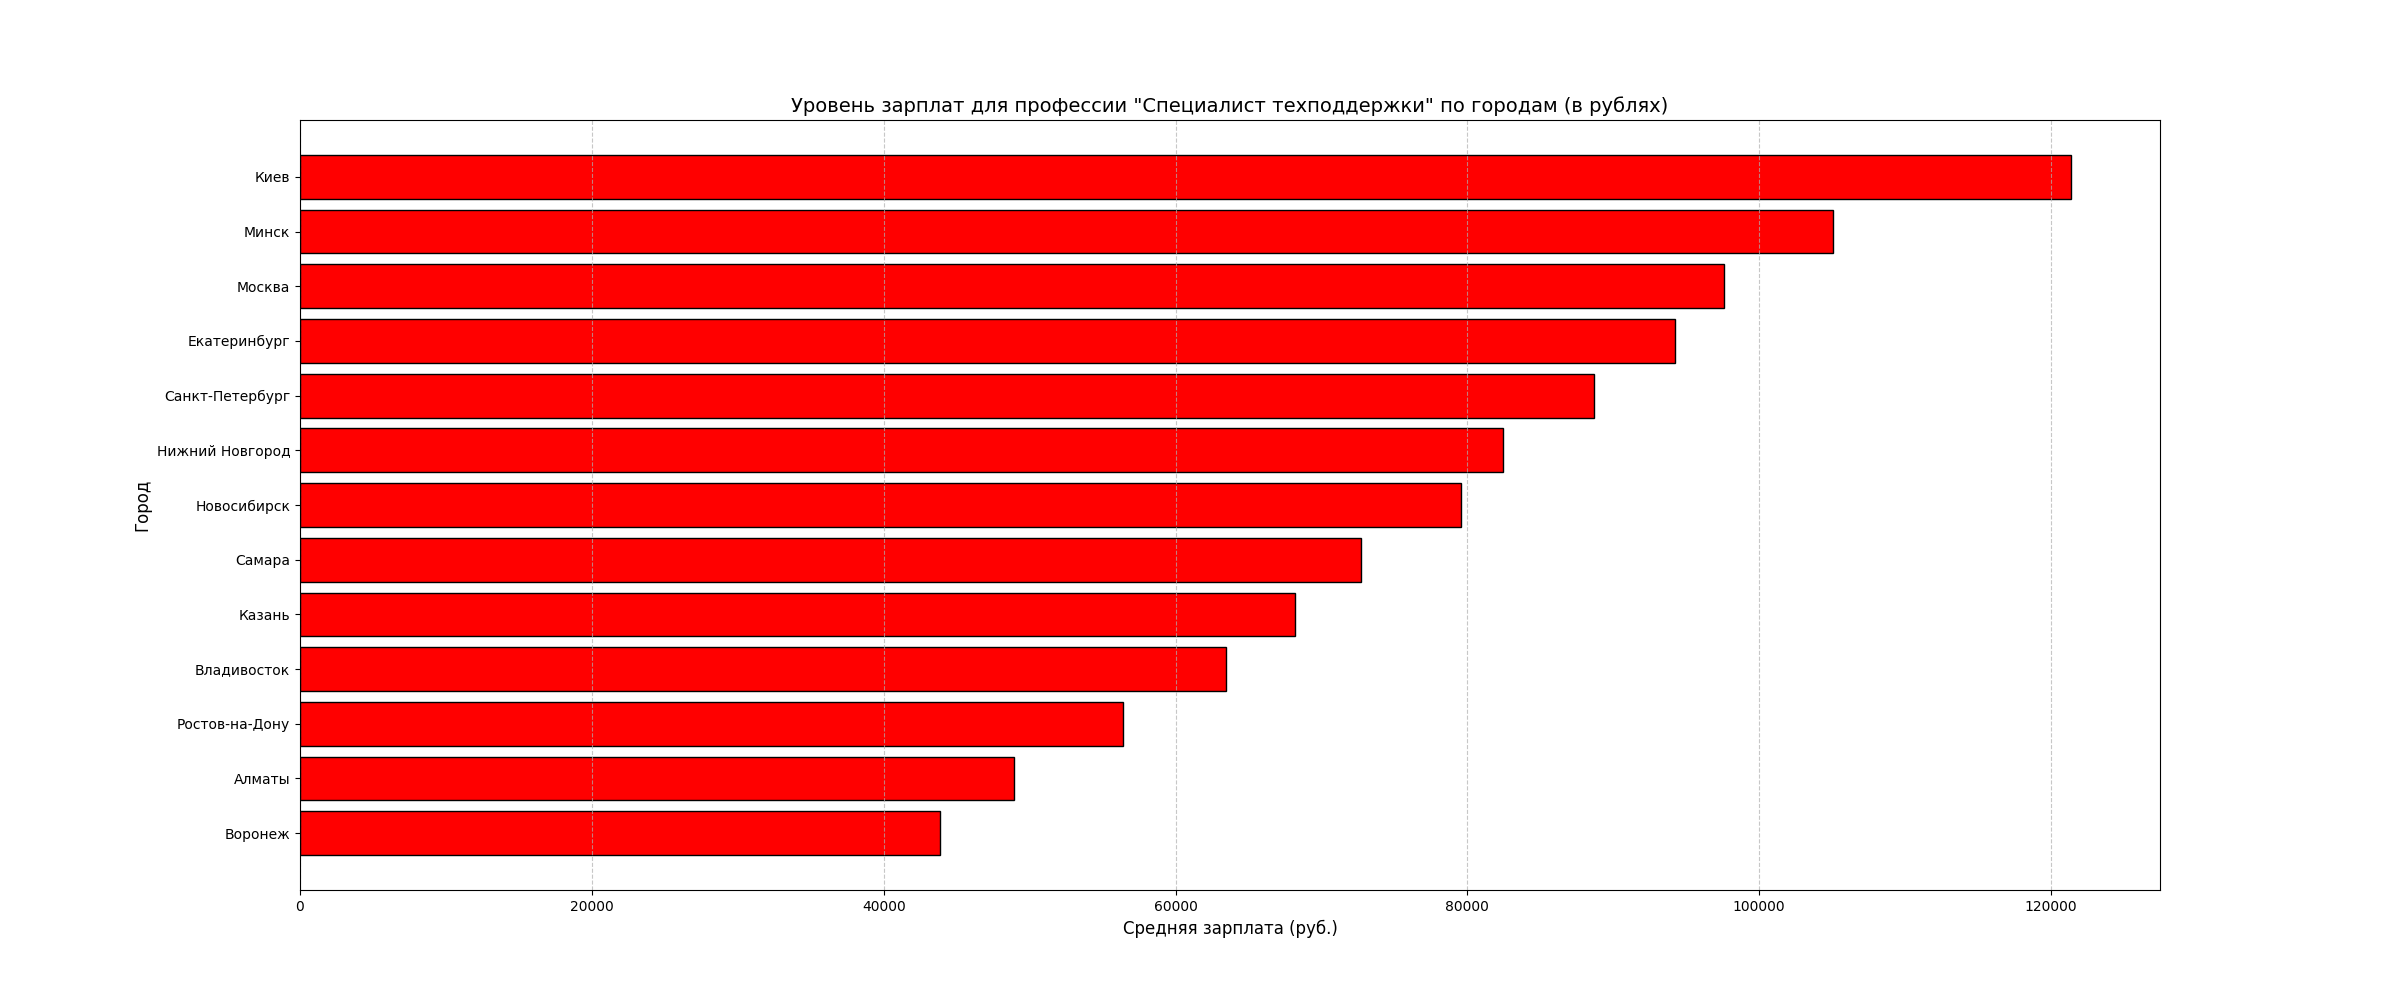 Уровень зарплат для профессии "Специалист техподдержки" по городам (в рублях)
Киев
Минск
Москва
Екатеринбург
Санкт-Петербург
Нижний Новгород
Новосибирск
Самара
Казань
Владивосток
Ростов-на-Дону
Алматы
Воронеж
Город
0 20000 40000 60000 80000 100000 120000
Средняя зарплата (руб.)